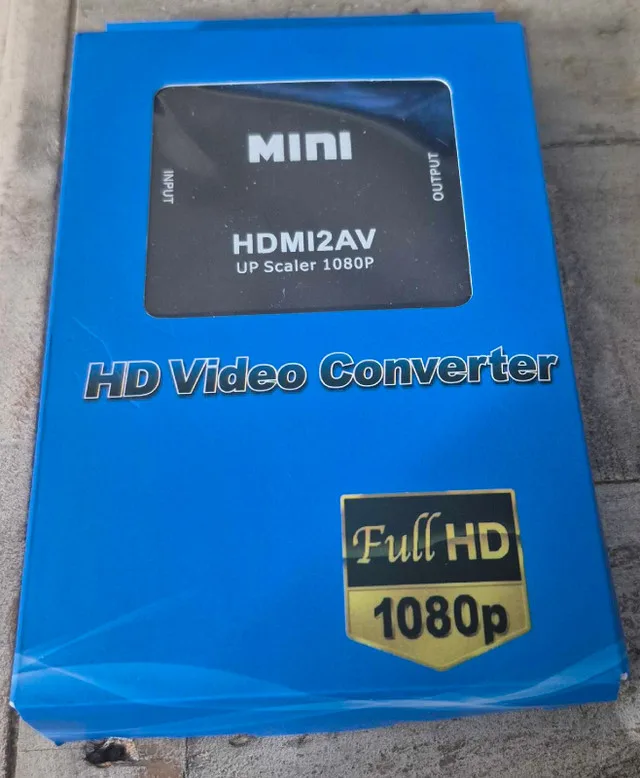 MINI
INPUT
OUTPUT
HDMI2AV
UP Scaler 1080P
HD Video Converter
Full HD
1080p